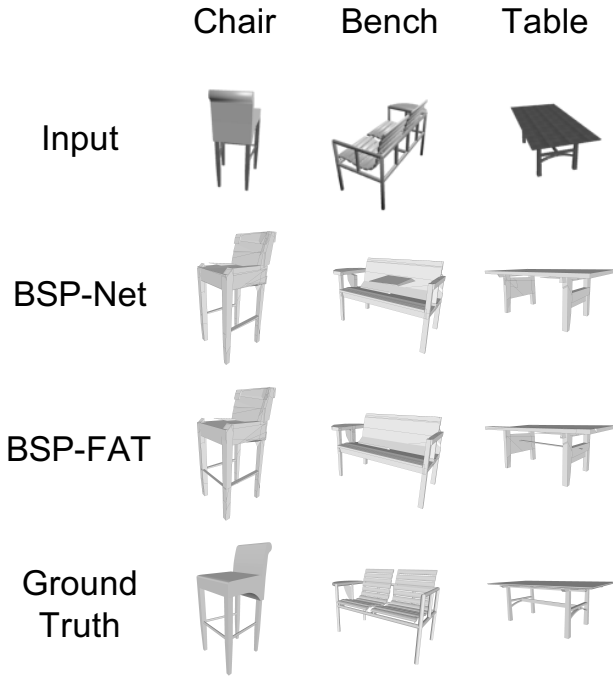 Chair Bench Table
Input
BSP-Net
BSP-FAT
Ground
Truth